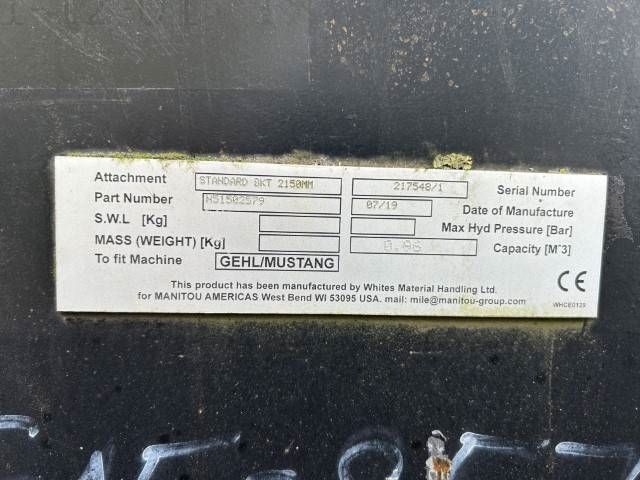 Attachment STANDARD BKT 2150MM 217548/1 Serial Number
Part Number N51502579 07/19 Date of Manufacture
S.W.L [Kg] Max Hyd Pressure [Bar]
MASS (WEIGHT) [Kg] Capacity [M^3]
To fit Machine GEHL/MUSTANG
This product has been manufactured by Whites Material Handling Ltd.
for MANITOU AMERICAS West Bend WI 53095 USA. mail: mile@manitou-group.com
CE
WHCE0129